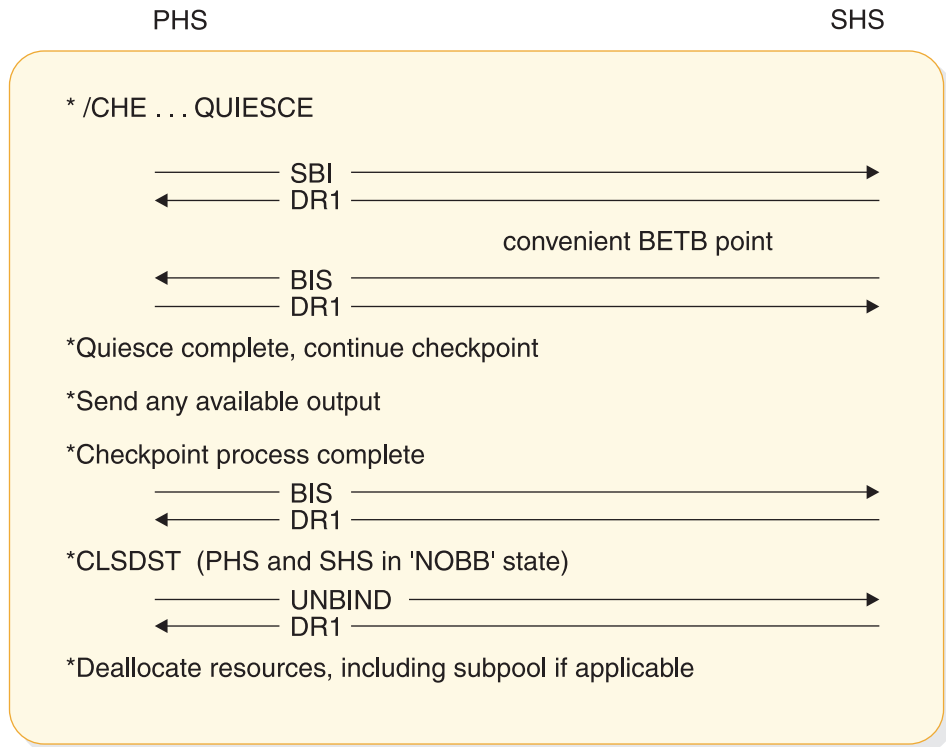 PHS SHS
* /CHE . . . QUIESCE
SBI
DR1
convenient BETB point
BIS
DR1
*Quiesce complete, continue checkpoint
*Send any available output
*Checkpoint process complete
BIS
DR1
*CLSDST (PHS and SHS in 'NOBB' state)
UNBIND
DR1
*Deallocate resources, including subpool if applicable